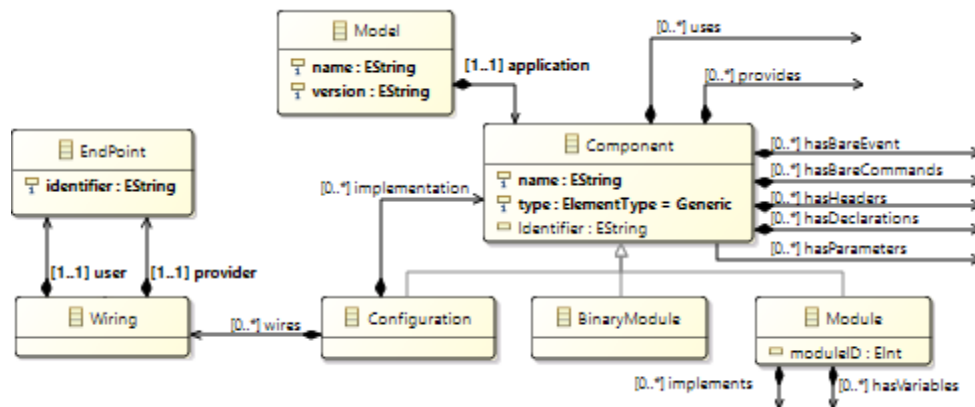 Model
name : EString
version : EString
[1..1] application
[0..*] uses
[0..*] provides
EndPoint
identifier : EString
[0..*] implementation
Component
name : EString
type : ElementType = Generic
Identifier : EString
[0..*] hasBareEvent
[0..*] hasBareCommands
[0..*] hasHeaders
[0..*] hasDeclarations
[0..*] hasParameters
[1..1] user
[1..1] provider
Wiring
[0..*] wires
Configuration
BinaryModule
Module
moduleID : EInt
[0..*] implements
[0..*] hasVariables